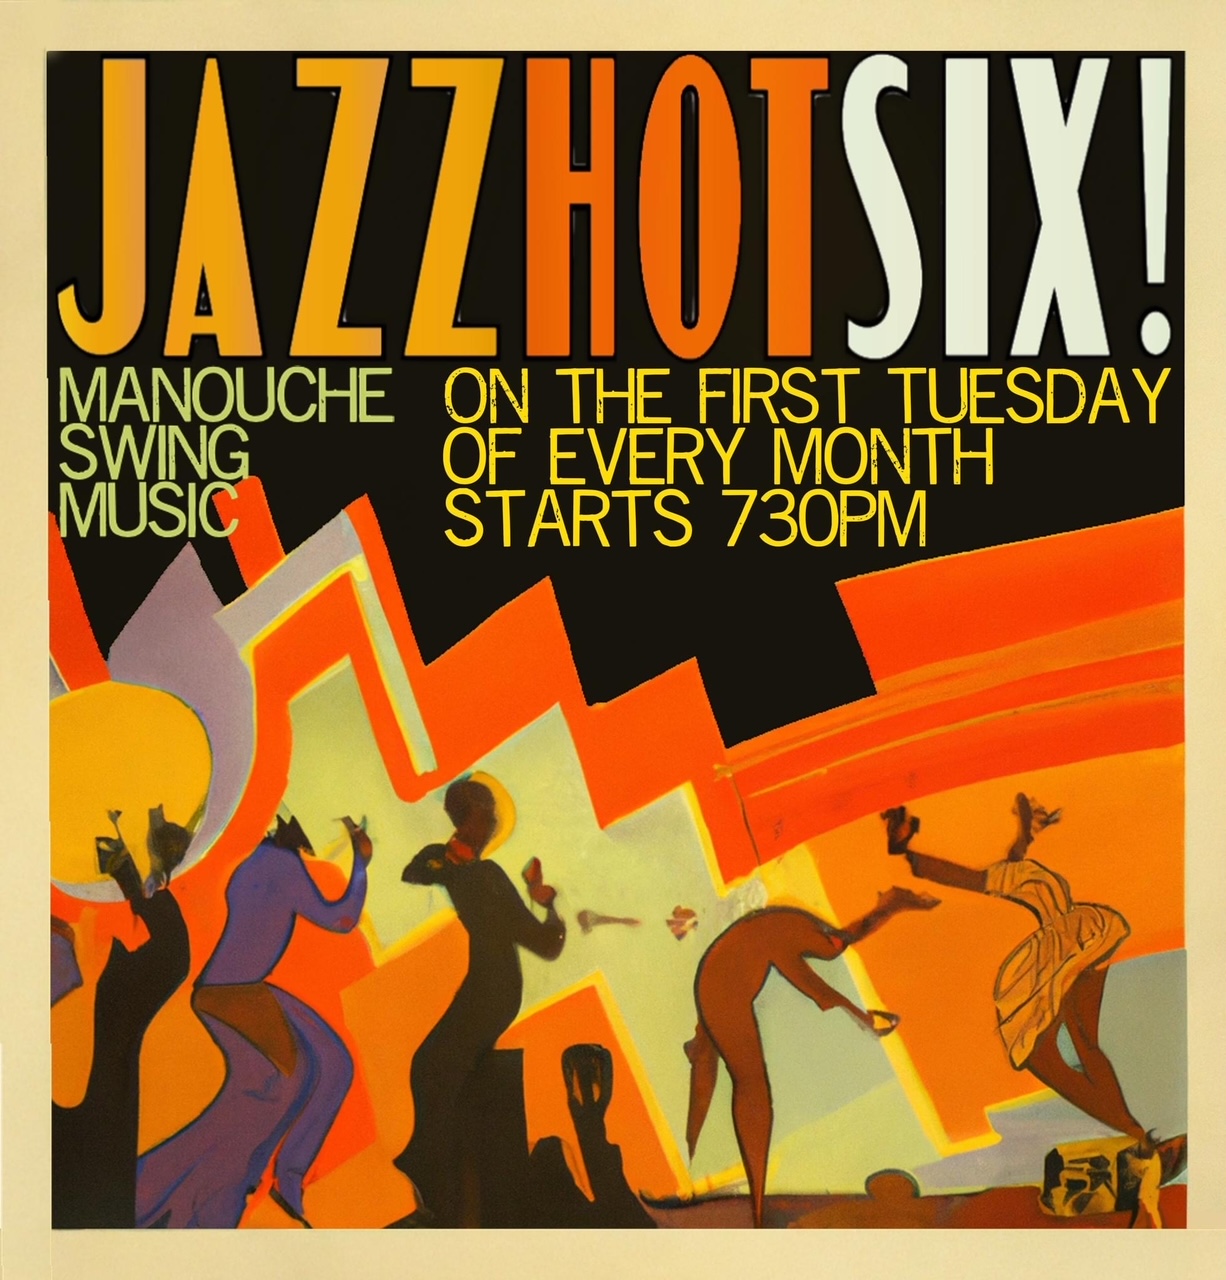 JAZZHOTSIX!
MANOUCHE
SWING
MUSIC
ON THE FIRST TUESDAY
OF EVERY MONTH
STARTS 730PM